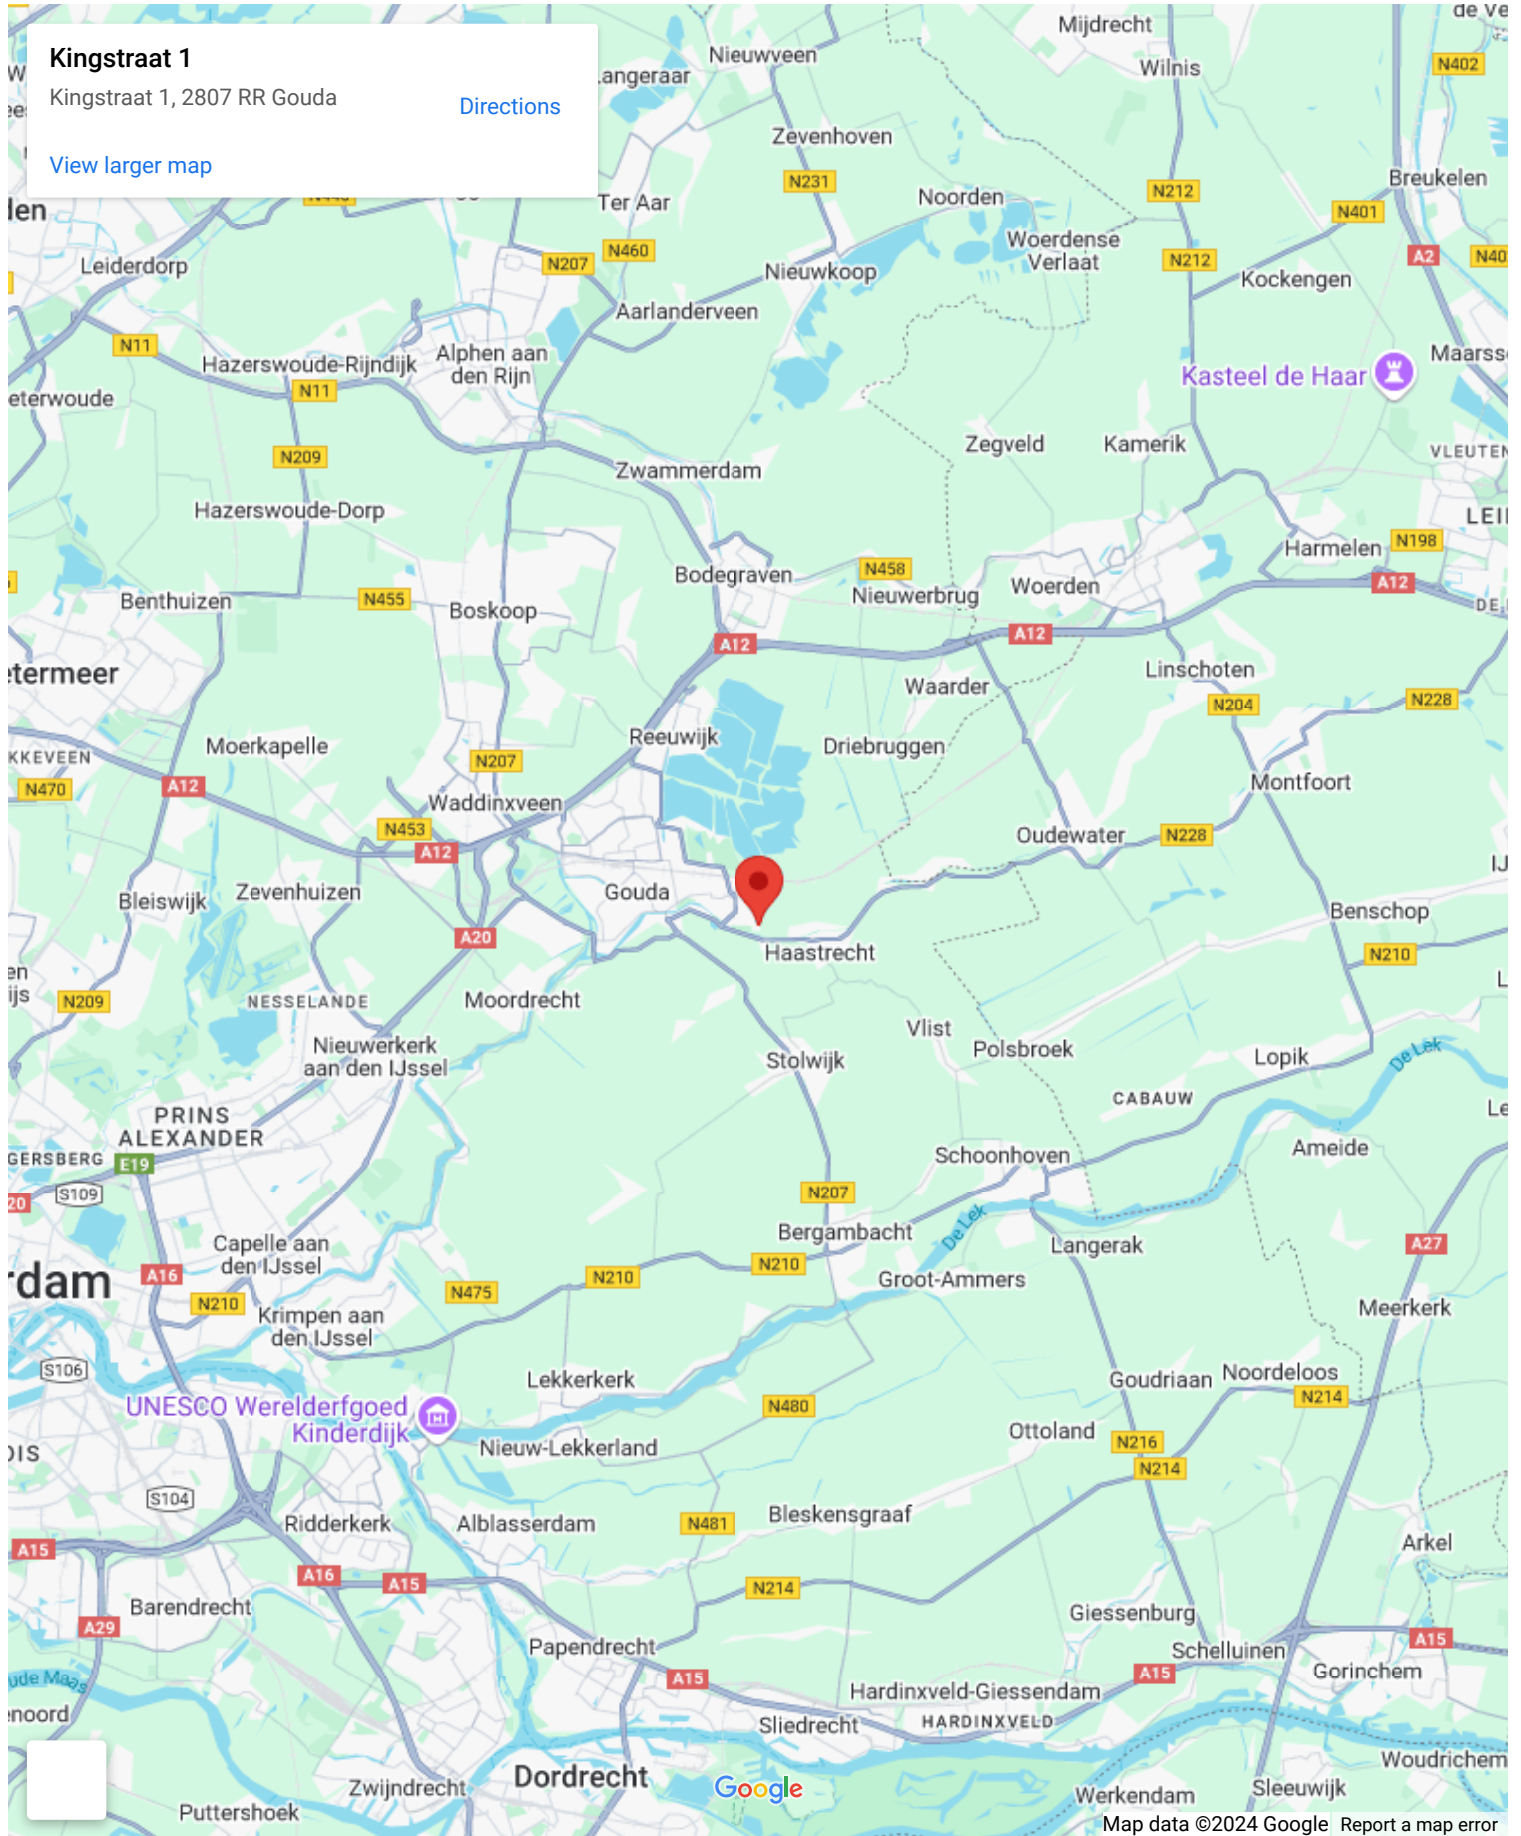 Kingstraat 1
Kingstraat 1, 2807 RR Gouda
Directions
View larger map
Mijdrecht
Nieuwveen
Wilnis
N402
Zevenhoven
N231
N212
Breukelen
Noorden
N401
Ter Aar
Woerdense
Verlaat
N460
N207
N212
A2
Leiderdorp
Nieuwkoop
Kockengen
Aarlanderveen
N11
Hazerswoude-Rijndijk
Alphen aan
den Rijn
Kasteel de Haar
N11
Zegveld
Kamerik
N209
Zwammerdam
Hazerswoude-Dorp
Harmelen
N198
Bodegraven
N458
Nieuwerbrug
Woerden
A12
Benthuizen
N455
Boskoop
A12
A12
Linschoten
Waarder
N204
N228
Reeuwijk
Moerkapelle
Driebruggen
N207
N470
A12
Montfoort
Waddinxveen
N453
Oudewater
N228
A12
Zevenhuizen
Gouda
Bleiswijk
Benschop
A20
Haastrecht
N210
N209
NESSELANDE
Moordrecht
Nieuwerkerk
aan den IJssel
Vlist
Polsbroek
Stolwijk
Lopik
De Lek
CABAUW
PRINS
ALEXANDER
Ameide
E19
Schoonhoven
S109
N207
Bergambacht
De Lek
Langerak
A27
Capelle aan
den IJssel
A16
N210
N210
Groot-Ammers
N475
N210
Krimpen aan
den IJssel
Meerkerk
S106
Lekkerkerk
Goudriaan
Noordeloos
N214
UNESCO Werelderfgoed
Kinderdijk
N480
Ottoland
N216
Nieuw-Lekkerland
N214
S104
Bleskensgraaf
Ridderkerk
Alblasserdam
N481
Arkel
A15
A16
A15
N214
Barendrecht
Giessenburg
A29
Papendrecht
Schelluinen
A15
A15
A15
Gorinchem
Hardinxveld-Giessendam
HARDINXVELD
Sliedrecht
Woudrichem
Dordrecht
Zwijndrecht
Google
Werkendam
Sleeuwijk
Puttershoek
Map data ©2024 Google
Report a map error